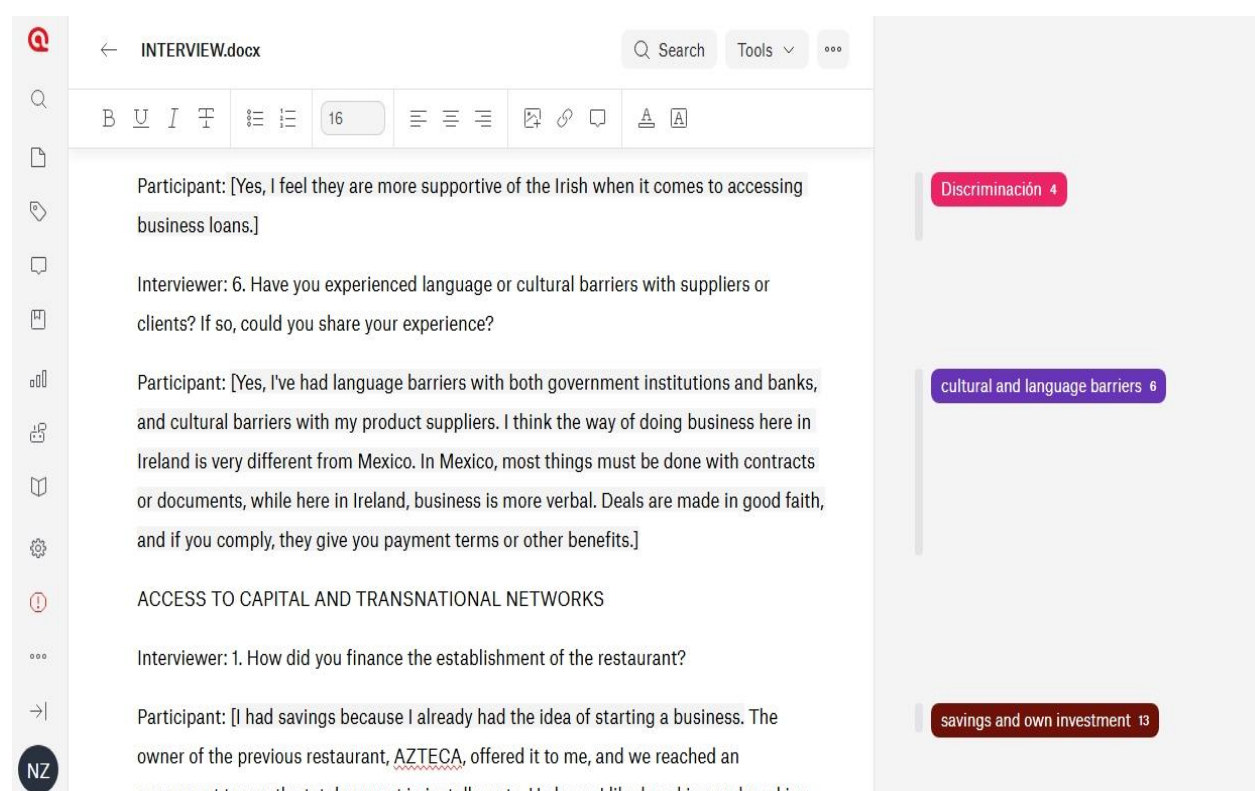 INTERVIEW.docx
Search
Tools
16
Participant: [Yes, I feel they are more supportive of the Irish when it comes to accessing
business loans.]
Discriminación 4
Interviewer: 6. Have you experienced language or cultural barriers with suppliers or
clients? If so, could you share your experience?
Participant: [Yes, I've had language barriers with both government institutions and banks,
and cultural barriers with my product suppliers. I think the way of doing business here in
Ireland is very different from Mexico. In Mexico, most things must be done with contracts
or documents, while here in Ireland, business is more verbal. Deals are made in good faith,
and if you comply, they give you payment terms or other benefits.]
cultural and language barriers 6
ACCESS TO CAPITAL AND TRANSNATIONAL NETWORKS
Interviewer: 1. How did you finance the establishment of the restaurant?
Participant: [I had savings because I already had the idea of starting a business. The
owner of the previous restaurant, AZTECA, offered it to me, and we reached an
savings and own investment 13
NZ